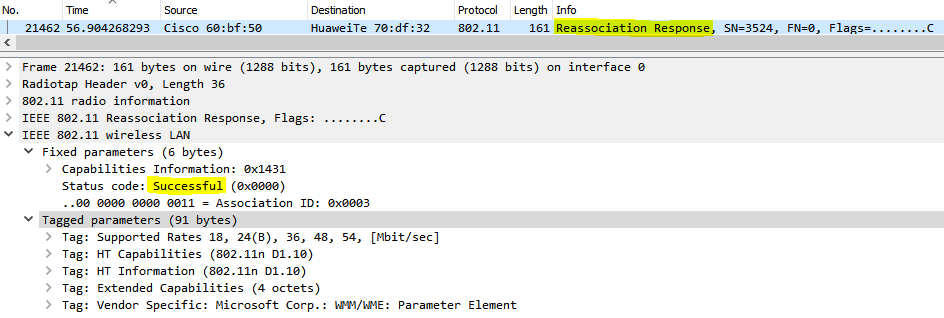 No. Time Source Destination Protocol Length Info
21462 56.904268293 Cisco 60:bf:50 HuaweiTe 70:df:32 802.11 161 Reassociation Response, SN=3524, FN=0, Flags=........C
Frame 21462: 161 bytes on wire (1288 bits), 161 bytes captured (1288 bits) on interface 0
Radiotap Header v0, Length 36
802.11 radio information
IEEE 802.11 Reassociation Response, Flags: ........C
IEEE 802.11 wireless LAN
Fixed parameters (6 bytes)
Capabilities Information: 0x1431
Status code: Successful (0x0000)
..00 0000 0000 0011 = Association ID: 0x0003
Tagged parameters (91 bytes)
Tag: Supported Rates 18, 24(B), 36, 48, 54, [Mbit/sec]
Tag: HT Capabilities (802.11n D1.10)
Tag: HT Information (802.11n D1.10)
Tag: Extended Capabilities (4 octets)
Tag: Vendor Specific: Microsoft Corp.: WMM/WME: Parameter Element